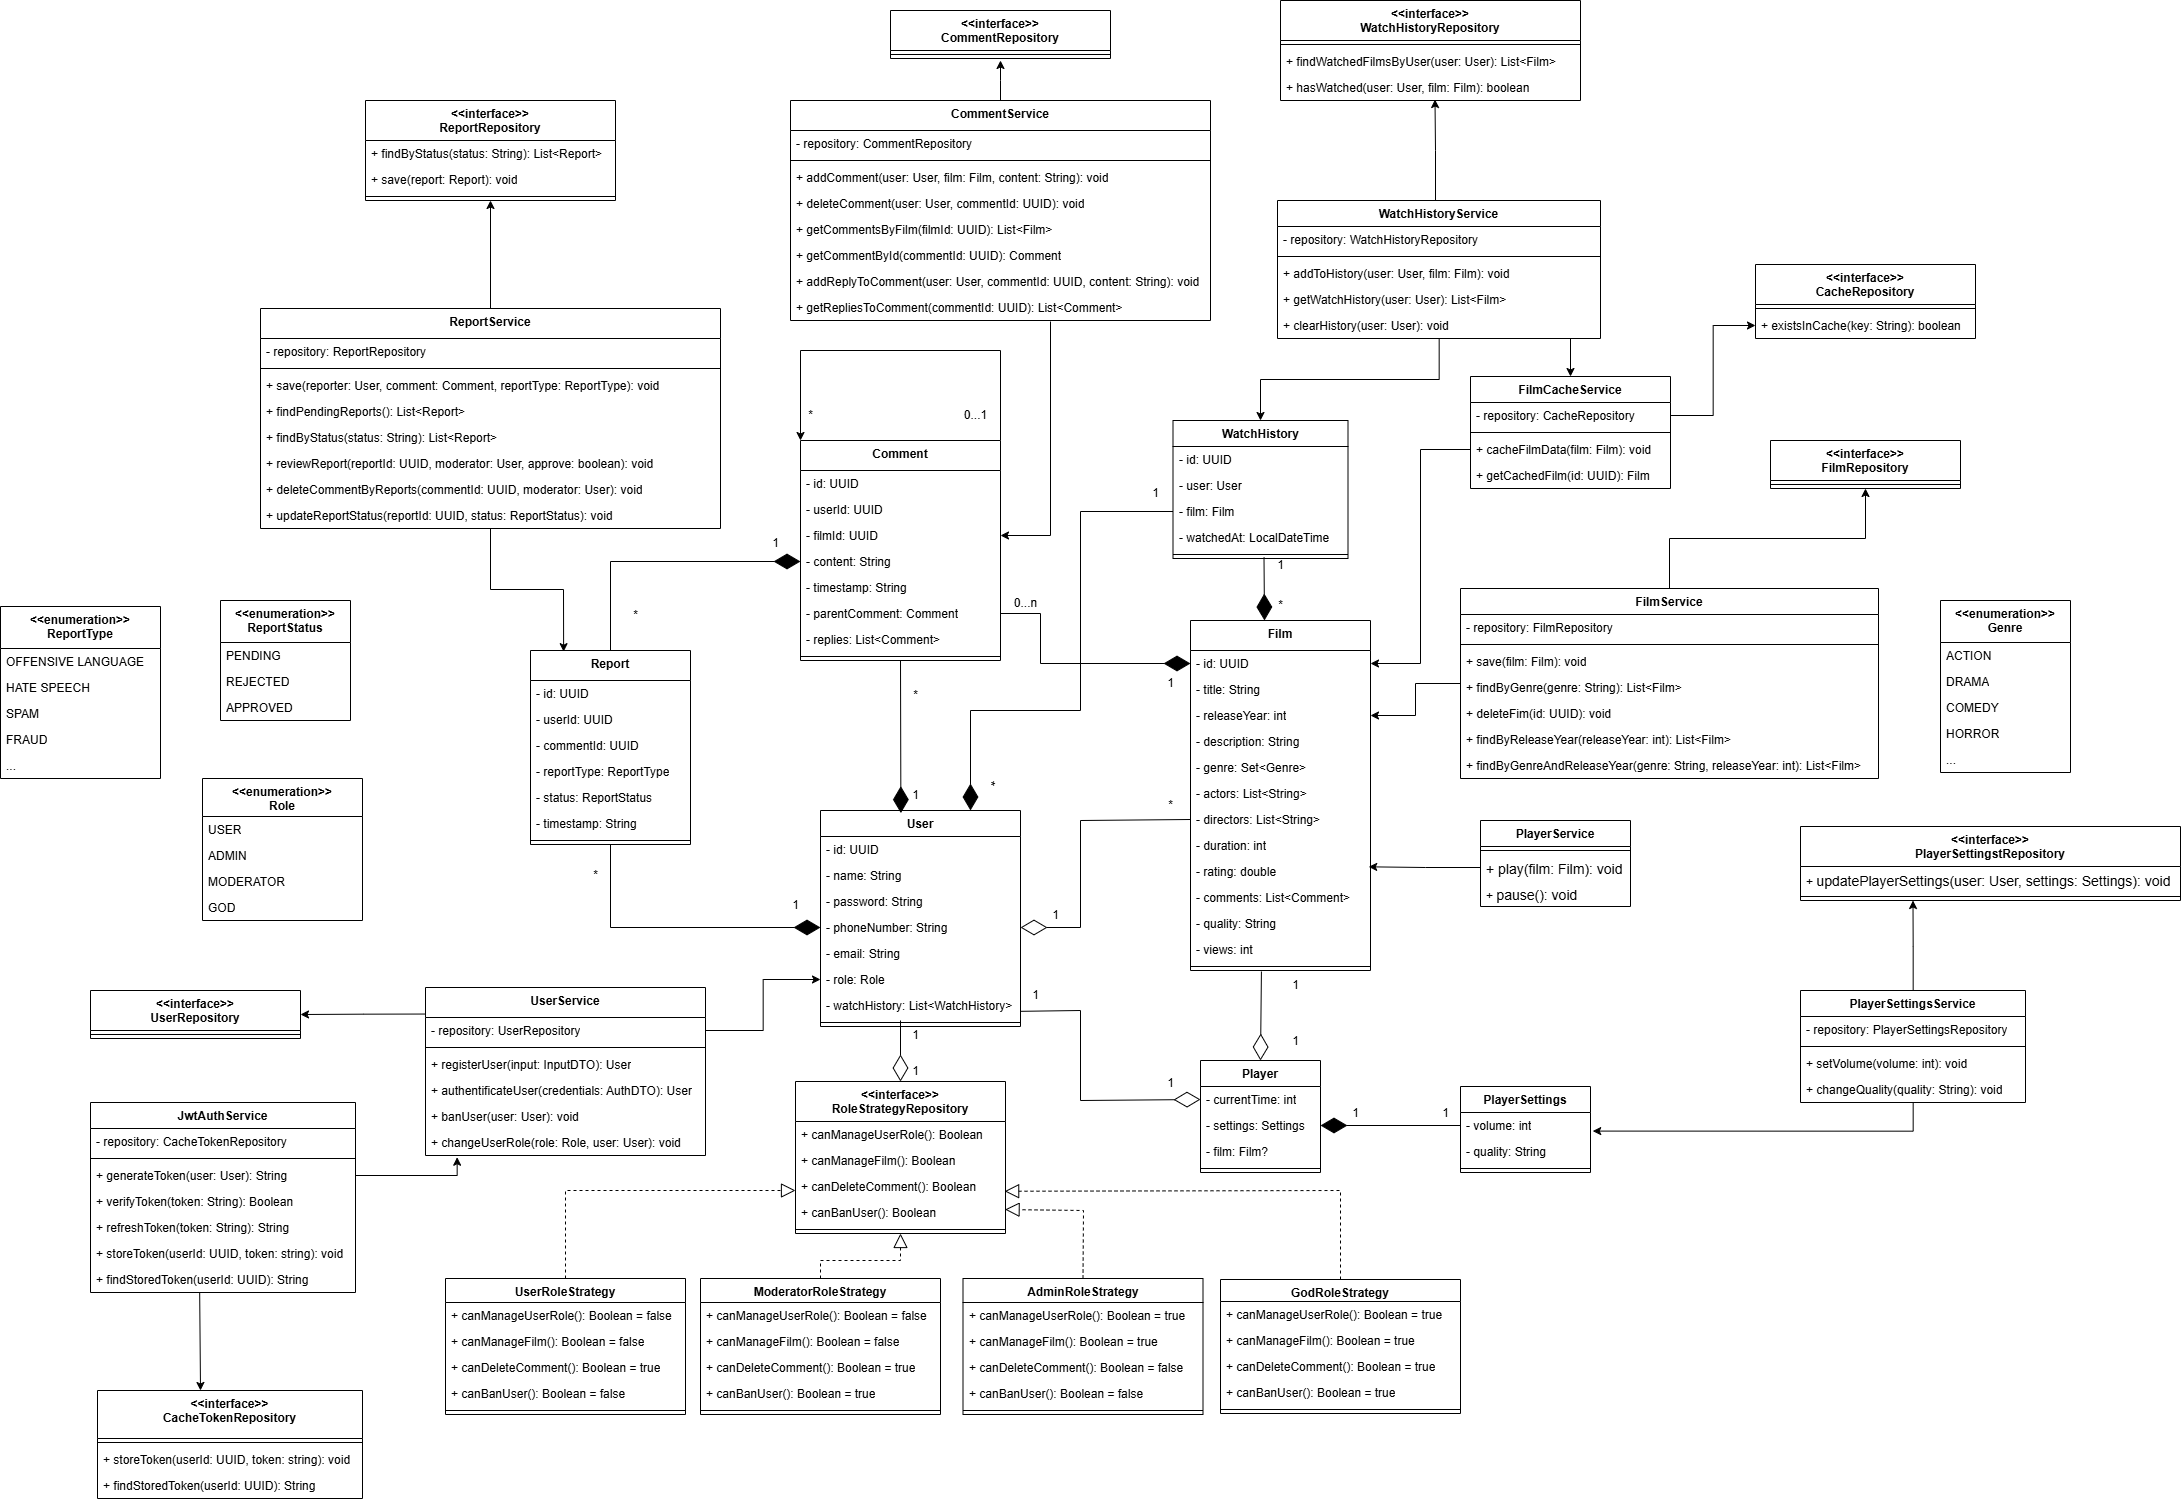 <<interface>>
CommentRepository
<<interface>>
WatchHistoryRepository
+ findWatchedFilmsByUser(user: User): List<Film>
+ hasWatched(user: User, film: Film): boolean
<<interface>>
ReportRepository
+ findByStatus(status: String): List<Report>
+ save(report: Report): void
CommentService
- repository: CommentRepository
+ addComment(user: User, film: Film, content: String): void
+ deleteComment(user: User, commentId: UUID): void
+ getCommentsByFilm(filmId: UUID): List<Film>
+ getCommentById(commentId: UUID): Comment
+ addReplyToComment(user: User, commentId: UUID, content: String): void
+ getRepliesToComment(commentId: UUID): List<Comment>
WatchHistoryService
- repository: WatchHistoryRepository
+ addToHistory(user: User, film: Film): void
+ getWatchHistory(user: User): List<Film>
+ clearHistory(user: User): void
<<interface>>
CacheRepository
+ existsInCache(key: String): boolean
ReportService
- repository: ReportRepository
+ save(reporter: User, comment: Comment, reportType: ReportType): void
+ findPendingReports(): List<Report>
+ findByStatus(status: String): List<Report>
+ reviewReport(reportId: UUID, moderator: User, approve: boolean): void
+ deleteCommentByReports(commentId: UUID, moderator: User): void
+ updateReportStatus(reportId: UUID, status: ReportStatus): void
FilmCacheService
- repository: CacheRepository
+ cacheFilmData(film: Film): void
+ getCachedFilm(id: UUID): Film
*
0...1
Comment
- id: UUID
- userId: UUID
- filmId: UUID
- content: String
- timestamp: String
- parentComment: Comment
- replies: List<Comment>
WatchHistory
- id: UUID
- user: User
- film: Film
- watchedAt: LocalDateTime
<<interface>>
FilmRepository
1
1
*
0...n
1
1
*
<<enumeration>>
ReportType
OFFENSIVE LANGUAGE
HATE SPEECH
SPAM
FRAUD
...
<<enumeration>>
ReportStatus
PENDING
REJECTED
APPROVED
<<enumeration>>
Role
USER
ADMIN
MODERATOR
GOD
Report
- id: UUID
- userId: UUID
- commentId: UUID
- reportType: ReportType
- status: ReportStatus
- timestamp: String
Film
- id: UUID
- title: String
- releaseYear: int
- description: String
- genre: Set<Genre>
- actors: List<String>
- directors: List<String>
- duration: int
- rating: double
- comments: List<Comment>
- quality: String
- views: int
FilmService
- repository: FilmRepository
+ save(film: Film): void
+ findByGenre(genre: String): List<Film>
+ deleteFim(id: UUID): void
+ findByReleaseYear(releaseYear: int): List<Film>
+ findByGenreAndReleaseYear(genre: String, releaseYear: int): List<Film>
<<enumeration>>
Genre
ACTION
DRAMA
COMEDY
HORROR
...
*
1
*
*
*
1
1
User
- id: UUID
- name: String
- password: String
- phoneNumber: String
- email: String
- role: Role
- watchHistory: List<WatchHistory>
PlayerService
+ play(film: Film): void
+ pause(): void
<<interface>>
PlayerSettingstRepository
+ updatePlayerSettings(user: User, settings: Settings): void
<<interface>>
UserRepository
UserService
- repository: UserRepository
+ registerUser(input: InputDTO): User
+ authentificateUser(credentials: AuthDTO): User
+ banUser(user: User): void
+ changeUserRole(role: Role, user: User): void
1
1
1
1
1
1
PlayerSettingsService
- repository: PlayerSettingsRepository
+ setVolume(volume: int): void
+ changeQuality(quality: String): void
JwtAuthService
- repository: CacheTokenRepository
+ generateToken(user: User): String
+ verifyToken(token: String): Boolean
+ refreshToken(token: String): String
+ storeToken(userId: UUID, token: string): void
+ findStoredToken(userId: UUID): String
<<interface>>
RoleStrategyRepository
+ canManageUserRole(): Boolean
+ canManageFilm(): Boolean
+ canDeleteComment(): Boolean
+ canBanUser(): Boolean
Player
- currentTime: int
- settings: Settings
- film: Film?
1
1
PlayerSettings
- volume: int
- quality: String
UserRoleStrategy
+ canManageUserRole(): Boolean = false
+ canManageFilm(): Boolean = false
+ canDeleteComment(): Boolean = true
+ canBanUser(): Boolean = false
ModeratorRoleStrategy
+ canManageUserRole(): Boolean = false
+ canManageFilm(): Boolean = false
+ canDeleteComment(): Boolean = true
+ canBanUser(): Boolean = true
AdminRoleStrategy
+ canManageUserRole(): Boolean = true
+ canManageFilm(): Boolean = true
+ canDeleteComment(): Boolean = false
+ canBanUser(): Boolean = false
GodRoleStrategy
+ canManageUserRole(): Boolean = true
+ canManageFilm(): Boolean = true
+ canDeleteComment(): Boolean = true
+ canBanUser(): Boolean = true
<<interface>>
CacheTokenRepository
+ storeToken(userId: UUID, token: string): void
+ findStoredToken(userId: UUID): String